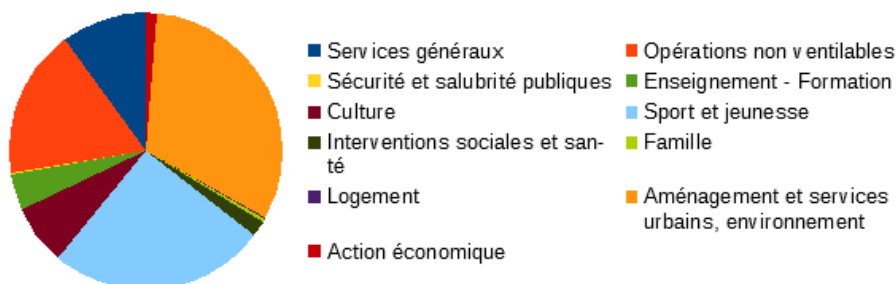 Services généraux
Opérations non ventilables
Sécurité et salubrité publiques
Enseignement - Formation
Culture
Sport et jeunesse
Interventions sociales et san-
té
Famille
Logement
Aménagement et services
urbains, environnement
Action économique